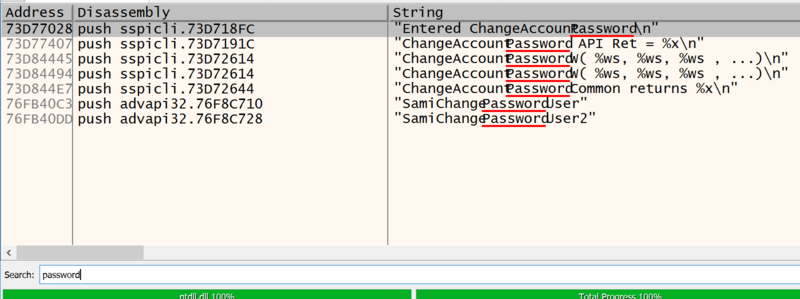 Address Disassembly String
73D77028 push sspicli.73D718FC "Entered ChangeAccountPassword\n"
73D77407 push sspicli.73D7191C "ChangeAccountPassword API Ret = %x\n"
73D84445 push sspicli.73D72614 "ChangeAccountPasswordW( %ws, %ws, %ws , ...)\n"
73D84494 push sspicli.73D72614 "ChangeAccountPasswordW( %ws, %ws, %ws , ...)\n"
73D844E7 push sspicli.73D72644 "ChangeAccountPasswordCommon returns %x\n"
76FB40C3 push advapi32.76F8C710 "SamiChangePasswordUser"
76FB40DD push advapi32.76F8C728 "SamiChangePasswordUser2"
Search: password
ntdll.dll 100% Total Progress 100%